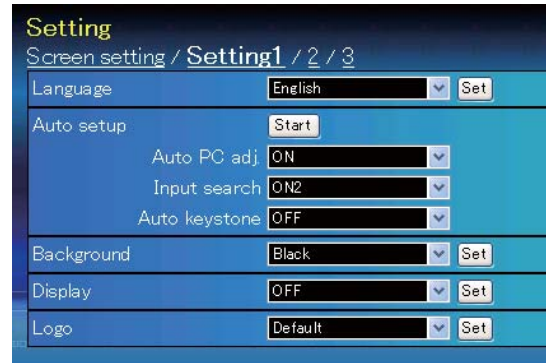 Setting
Screen setting / Setting1 / 2 / 3
Language English Set
Auto setup Start
Auto PC adj. ON
Input search ON2
Auto keystone OFF
Background Black Set
Display OFF Set
Logo Default Set